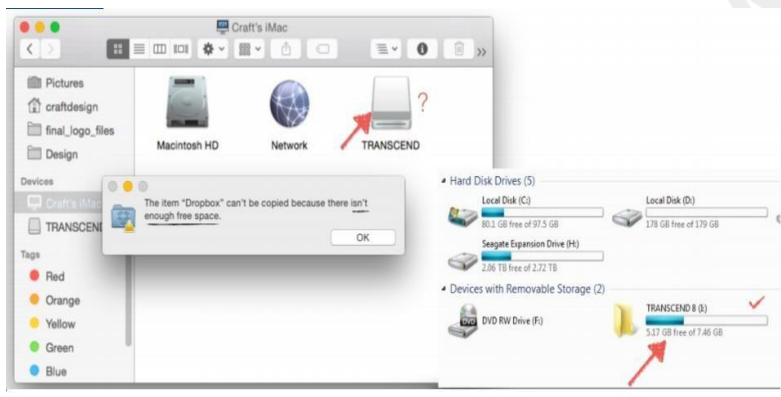 Craft's iMac
Pictures
craftdesign
final_logo_files
Design
Devices
Craft's iMac
TRANSCEND
Tags
Red
Orange
Yellow
Green
Blue
Macintosh HD
Network
TRANSCEND
?
The item "Dropbox" can't be copied because there isn't
enough free space.
OK
Hard Disk Drives (5)
Local Disk (C:)
80.1 GB free of 97.5 GB
Local Disk (D:)
178 GB free of 179 GB
Seagate Expansion Drive (H:)
2.06 TB free of 2.72 TB
Devices with Removable Storage (2)
DVD RW Drive (F:)
TRANSCEND 8 (I:)
5.17 GB free of 7.46 GB